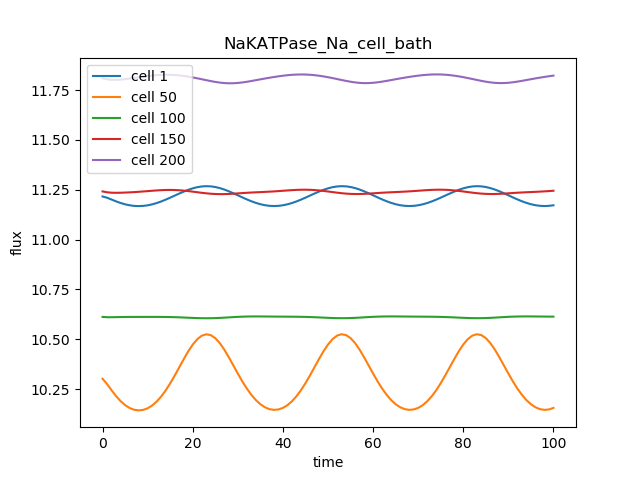 NaKATPase_Na_cell_bath
cell 1
cell 50
cell 100
cell 150
cell 200
flux
11.75
11.50
11.25
11.00
10.75
10.50
10.25
0 20 40 60 80 100
time